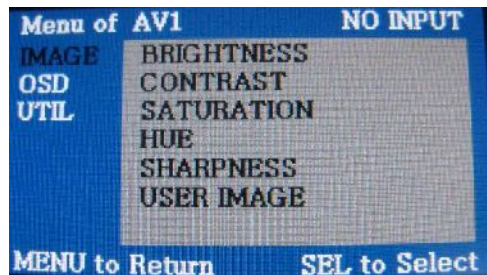 Menu of AV1 NO INPUT
IMAGE BRIGHTNESS
OSD CONTRAST
UTIL SATURATION
HUE
SHARPNESS
USER IMAGE
MENU to Return SEL to Select